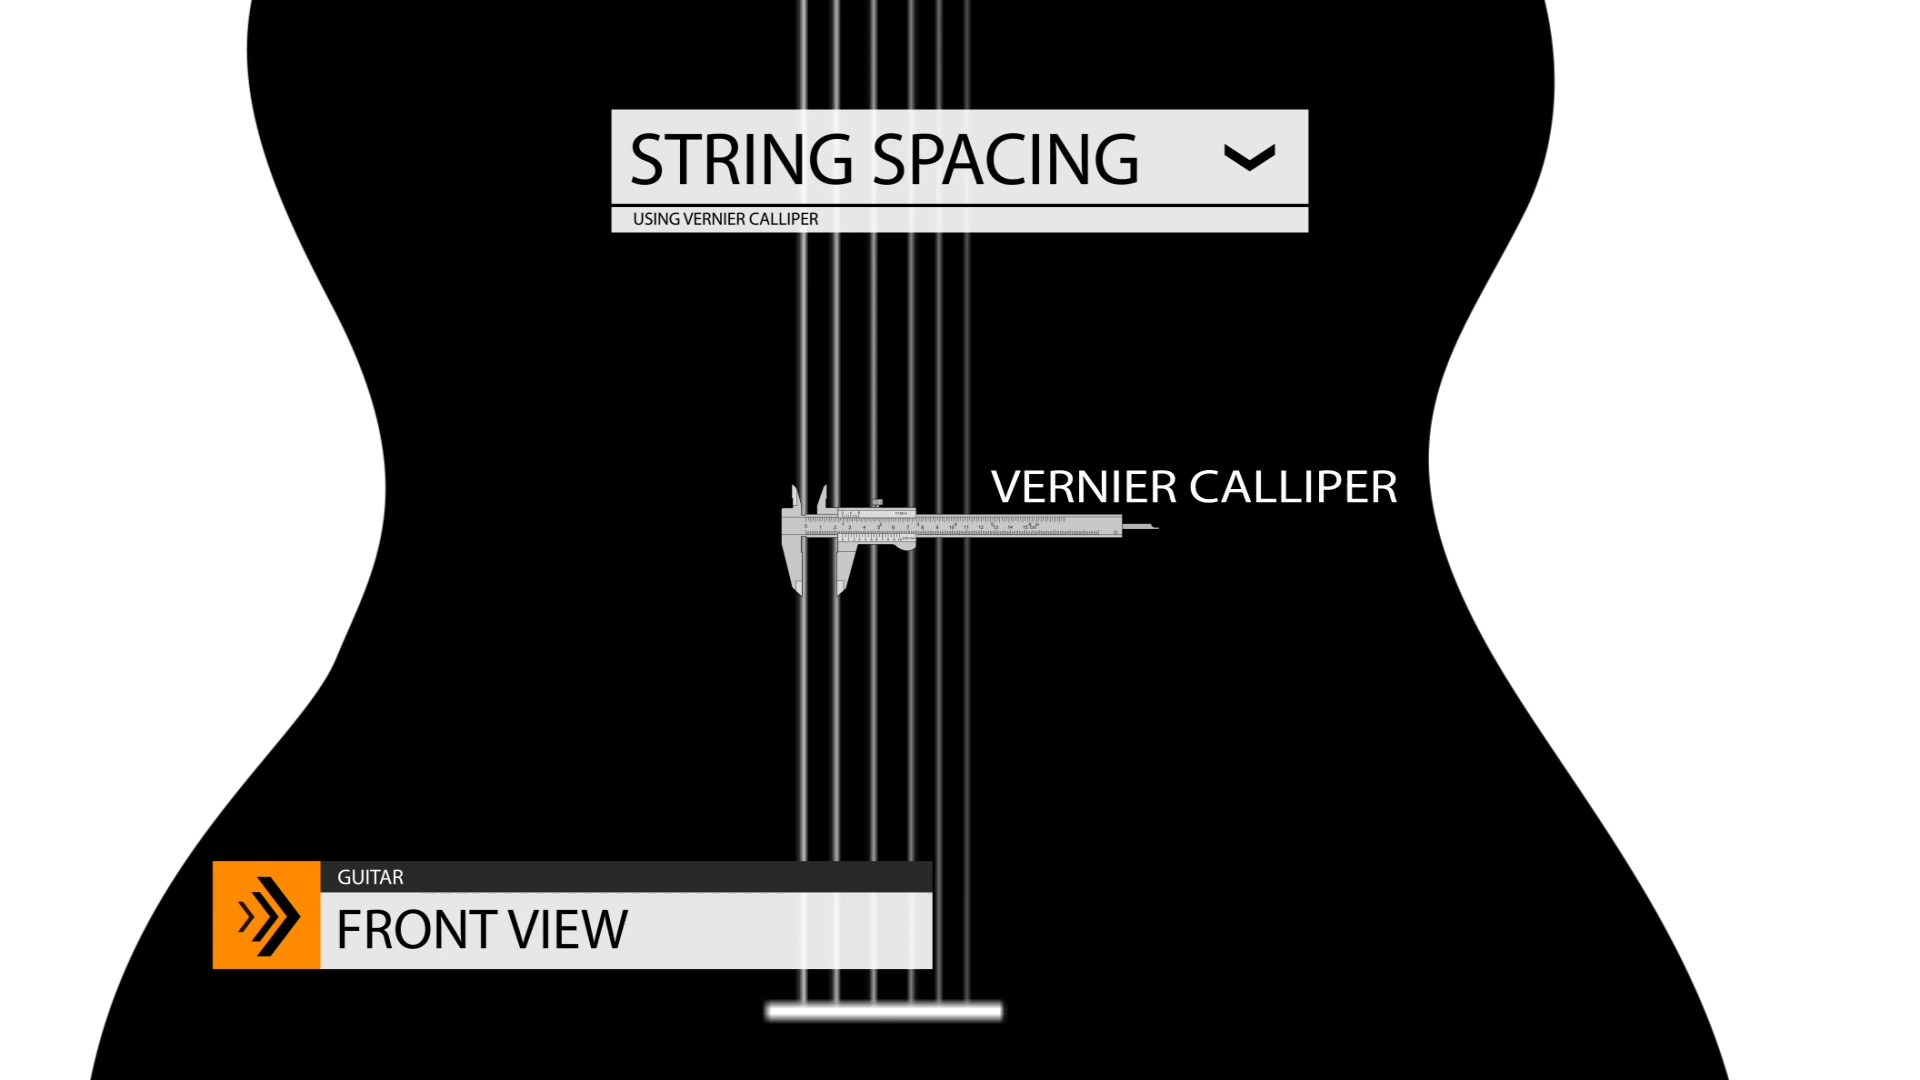 STRING SPACING
USING VERNIER CALLIPER
VERNIER CALLIPER
GUITAR
FRONT VIEW